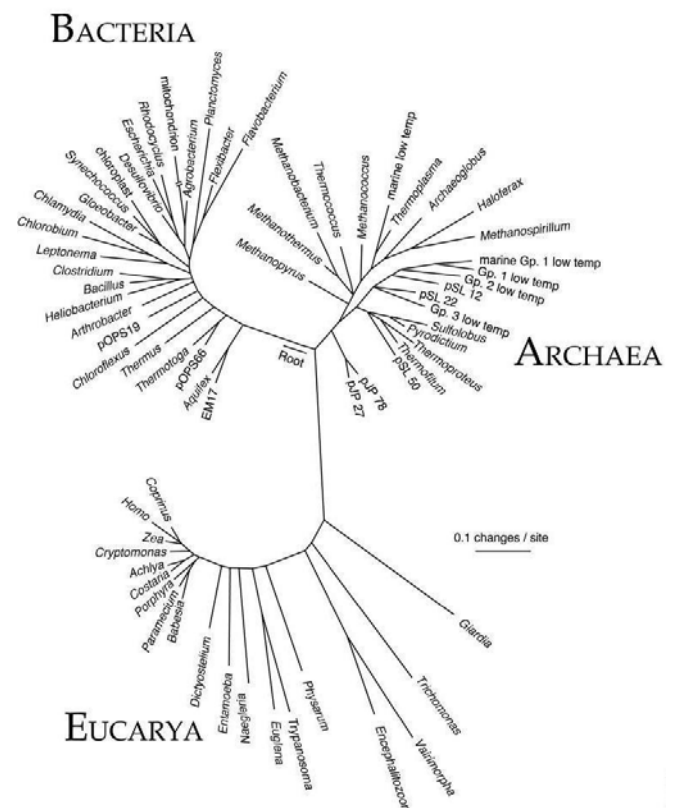 BACTERIA
Planctomyces
mitochondrion
Rhodocyclus
Escherichia
Desulfovibrio
Agrobacterium
Flexibacter
Flavobacterium
chloroplast
Synechococcus
Gloeobacter
Chlamydia
Chlorobium
Leptonema
Clostridium
Bacillus
Heliobacterium
Arthrobacter
pOPS19
Chloroflexus
Thermus
Thermotoga
pOPS66
Aquifex
EM17
Root
Methanopyrus
Methanothermus
Methanobacterium
Thermococcus
Methanococcus
marine low temp
Thermoplasma
Archaeoglobus
Haloferax
Methanospirillum
marine Gp. 1 low temp
Gp. 1 low temp
Gp. 2 low temp
pSL 12
pSL 22
Gp. 3 low temp
Sulfolobus
Pyrodictium
Thermoproteus
Thermofilum
pSL 50
pJP 78
pJP 27
ARCHAEA
Coprinus
Homo
Zea
Cryptomonas
Achlya
Costaria
Porphyra
Paramecium
Babesia
Dictyostelium
Entamoeba
Naegleria
Euglena
Trypanosoma
Physarum
Encephalitozoon
Vairimorpha
Trichomonas
Giardia
0.1 changes / site
EUCARYA